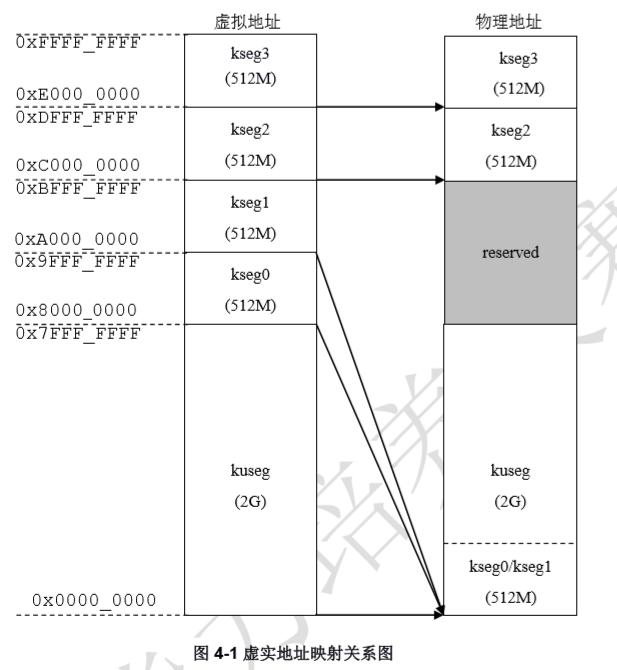 虚拟地址 物理地址
0xFFFF_FFFF
kseg3
(512M)
kseg3
(512M)
0xE000_0000
0xDFFF_FFFF
kseg2
(512M)
kseg2
(512M)
0xC000_0000
0xBFFF_FFFF
kseg1
(512M)
reserved
0xA000_0000
0x9FFF_FFFF
kseg0
(512M)
0x8000_0000
0x7FFF_FFFF
kuseg
(2G)
kuseg
(2G)
kseg0/kseg1
(512M)
0x0000_0000
图 4-1 虚实地址映射关系图